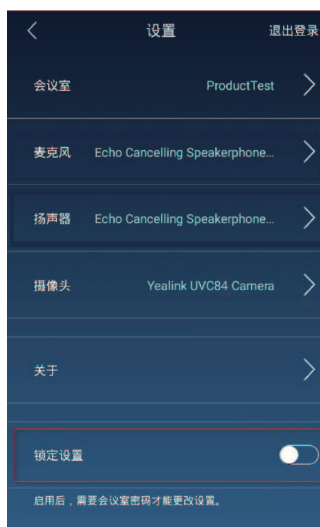 设置 退出登录
会议室 ProductTest
麦克风 Echo Cancelling Speakerphone...
扬声器 Echo Cancelling Speakerphone...
摄像头 Yealink UVC84 Camera
关于
锁定设置
启用后，需要会议室密码才能更改设置。